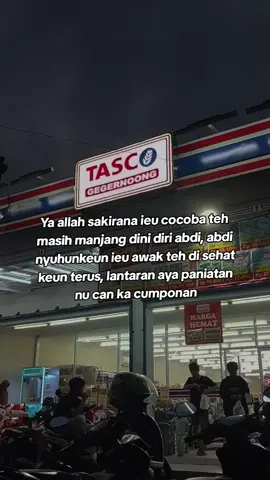 TASCO
GEGERNOONG
Ya allah sakirana ieu cocoba teh
masih manjang dini diri abdi, abdi
nyuhunkeun ieu awak teh di sehat
keun terus, lantaran aya paniatan
nu can ka cumponan
HARGA
HEMAT